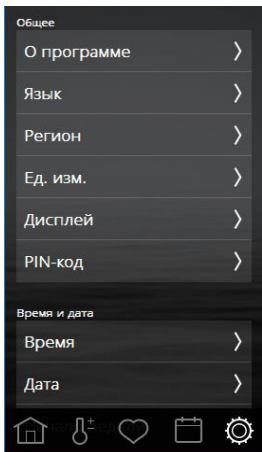 Общее
О программе
Язык
Регион
Ед. изм.
Дисплей
PIN-код
Время и дата
Время
Дата